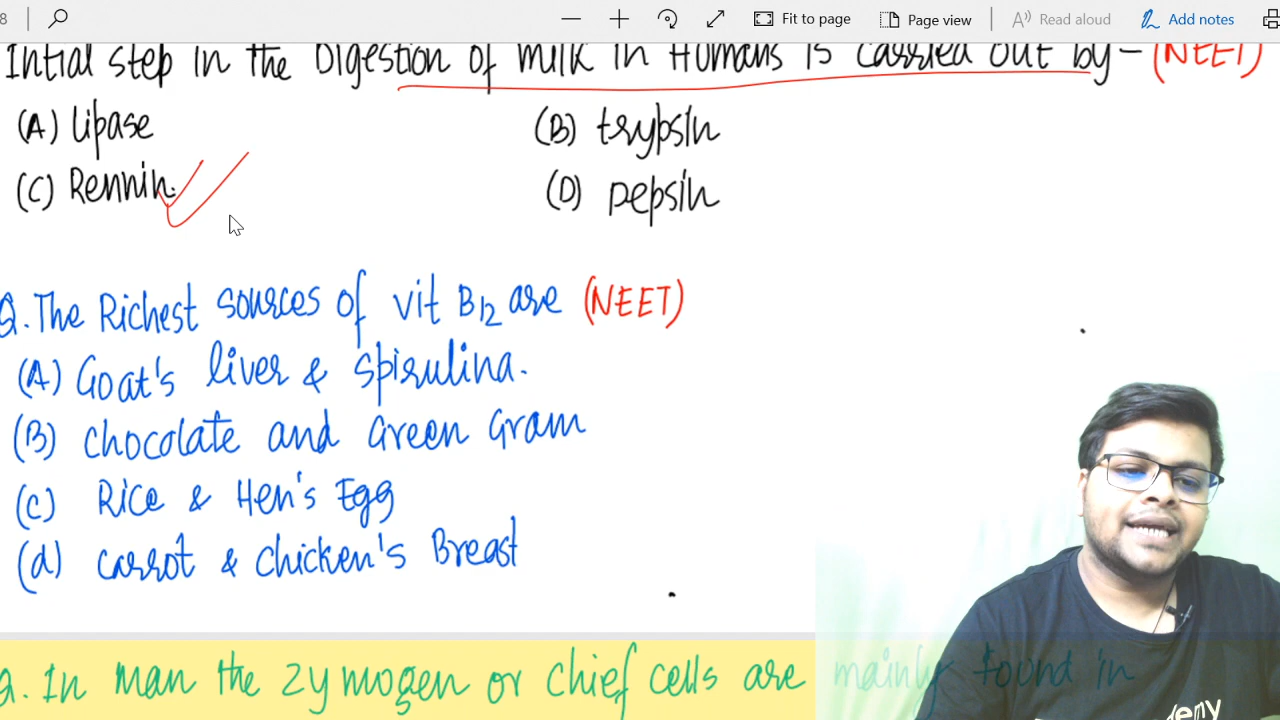 8 Fit to page Page view Read aloud Add notes
Intial step in the Digestion of milk in Humans is carried out by – (NEET)
(A) lipase (B) trypsin
(C) Rennin. (D) pepsin
Q. The Richest sources of vit B12 are (NEET)
(A) Goat's liver & spirulina.
(B) Chocolate and Green Gram
(C) Rice & Hen's Egg
(d) Carrot & Chicken's Breast
Q. In man the zymogen or chief cells are mainly found in